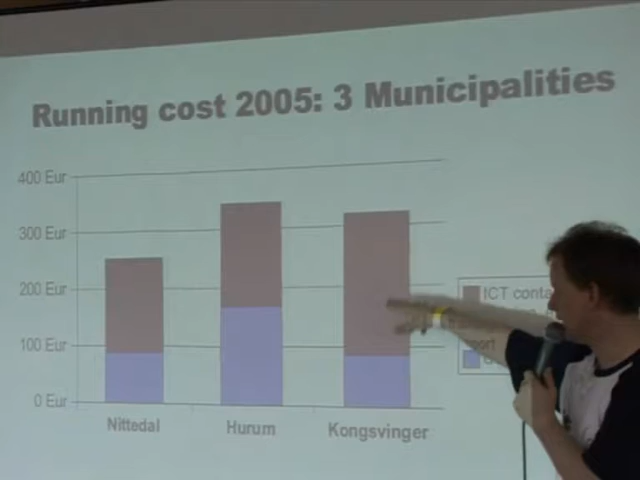 Running cost 2005: 3 Municipalities
400 Eur
300 Eur
200 Eur
100 Eur
0 Eur
Nittedal
Hurum
Kongsvinger
ICT